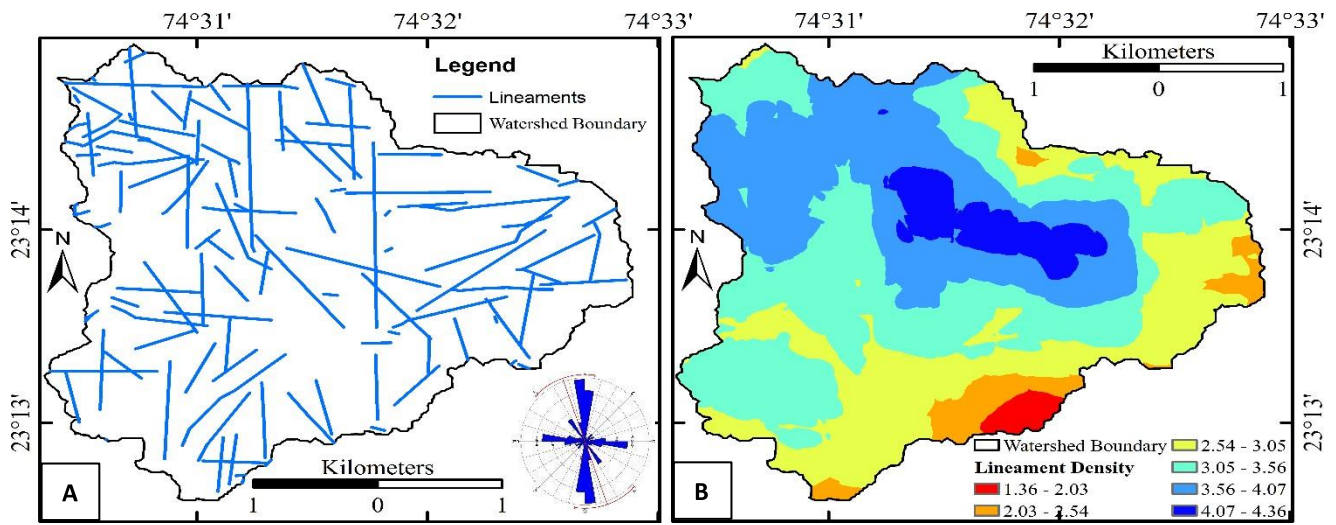 74°31' 74°32' 74°33' 74°31' 74°32' 74°33'
Legend
Lineaments
Watershed Boundary
23°14'
N
23°13'
Kilometers
1 0 1
A
Kilometers
1 0 1
N
23°14'
23°13'
B
Watershed Boundary
Lineament Density
1.36 - 2.03
2.03 - 2.54
2.54 - 3.05
3.05 - 3.56
3.56 - 4.07
4.07 - 4.36